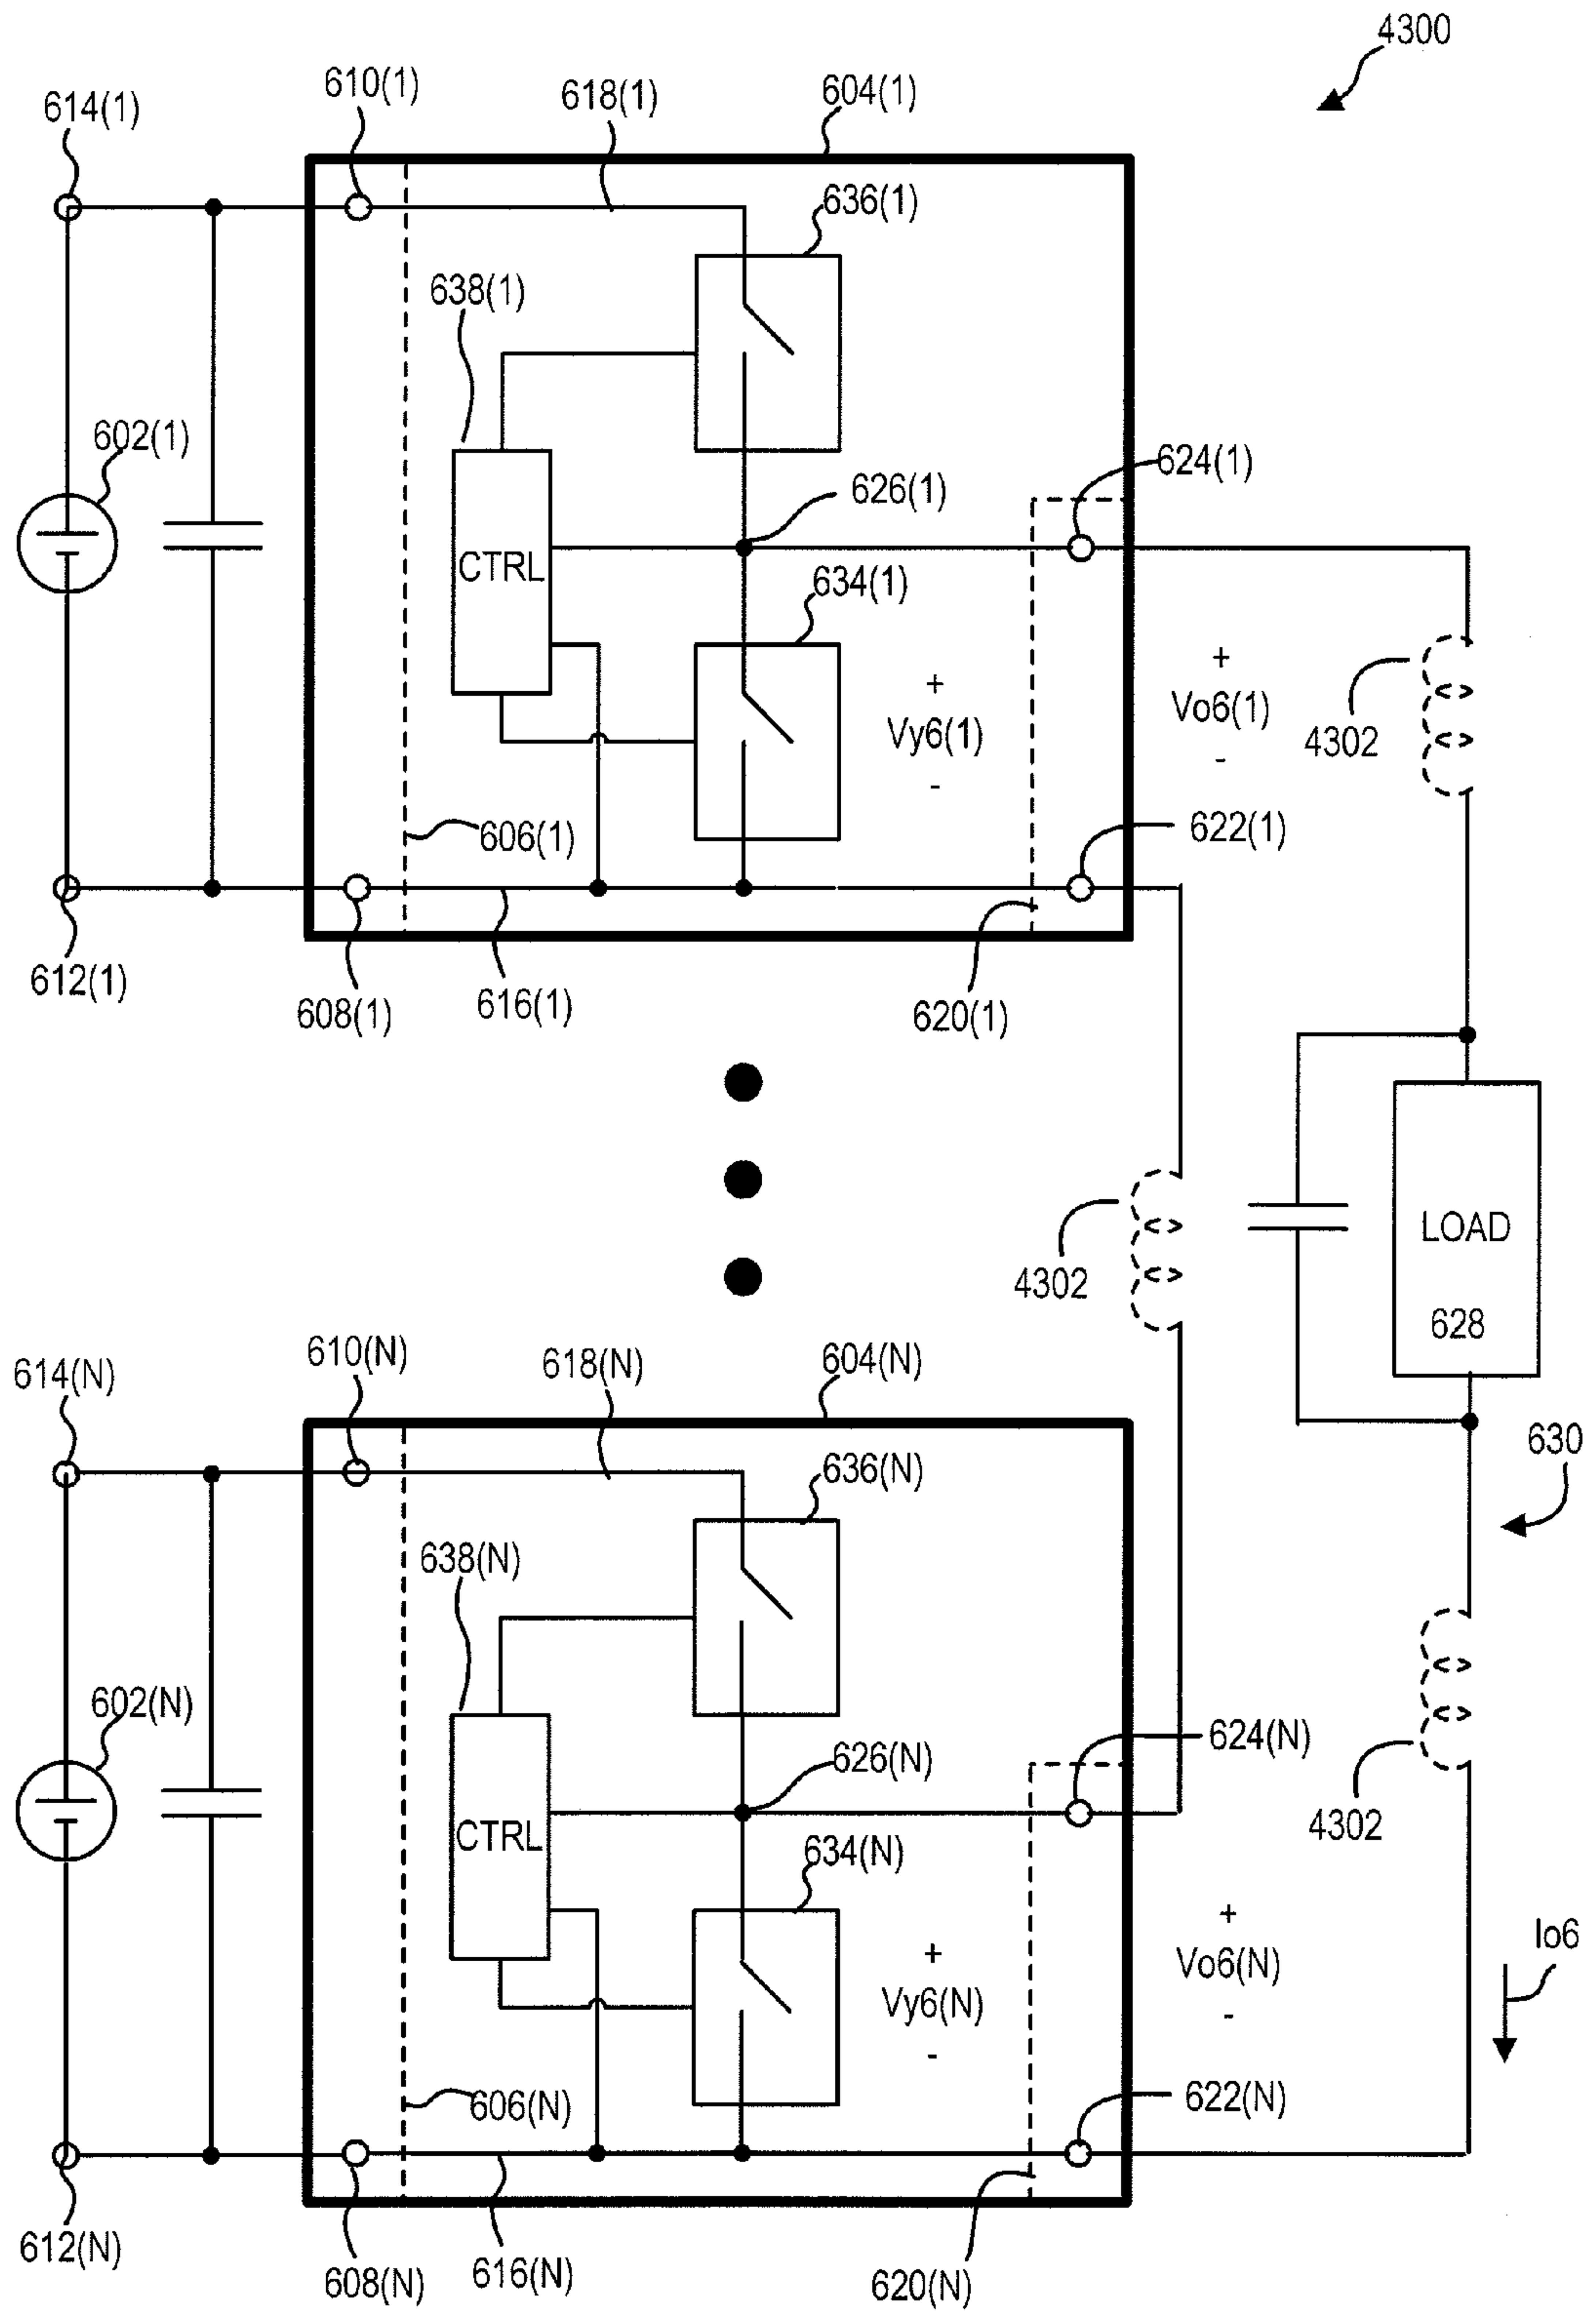 4300
614(1)
610(1)
618(1)
604(1)
636(1)
638(1)
602(1)
626(1)
624(1)
CTRL
634(1)
+
Vy6(1)
-
+
Vo6(1)
-
4302
606(1)
622(1)
612(1)
608(1)
616(1)
620(1)
4302
LOAD
628
614(N)
610(N)
618(N)
604(N)
636(N)
630
638(N)
602(N)
626(N)
624(N)
CTRL
634(N)
4302
+
Vy6(N)
-
+
Vo6(N)
-
Io6
606(N)
622(N)
612(N)
608(N)
616(N)
620(N)